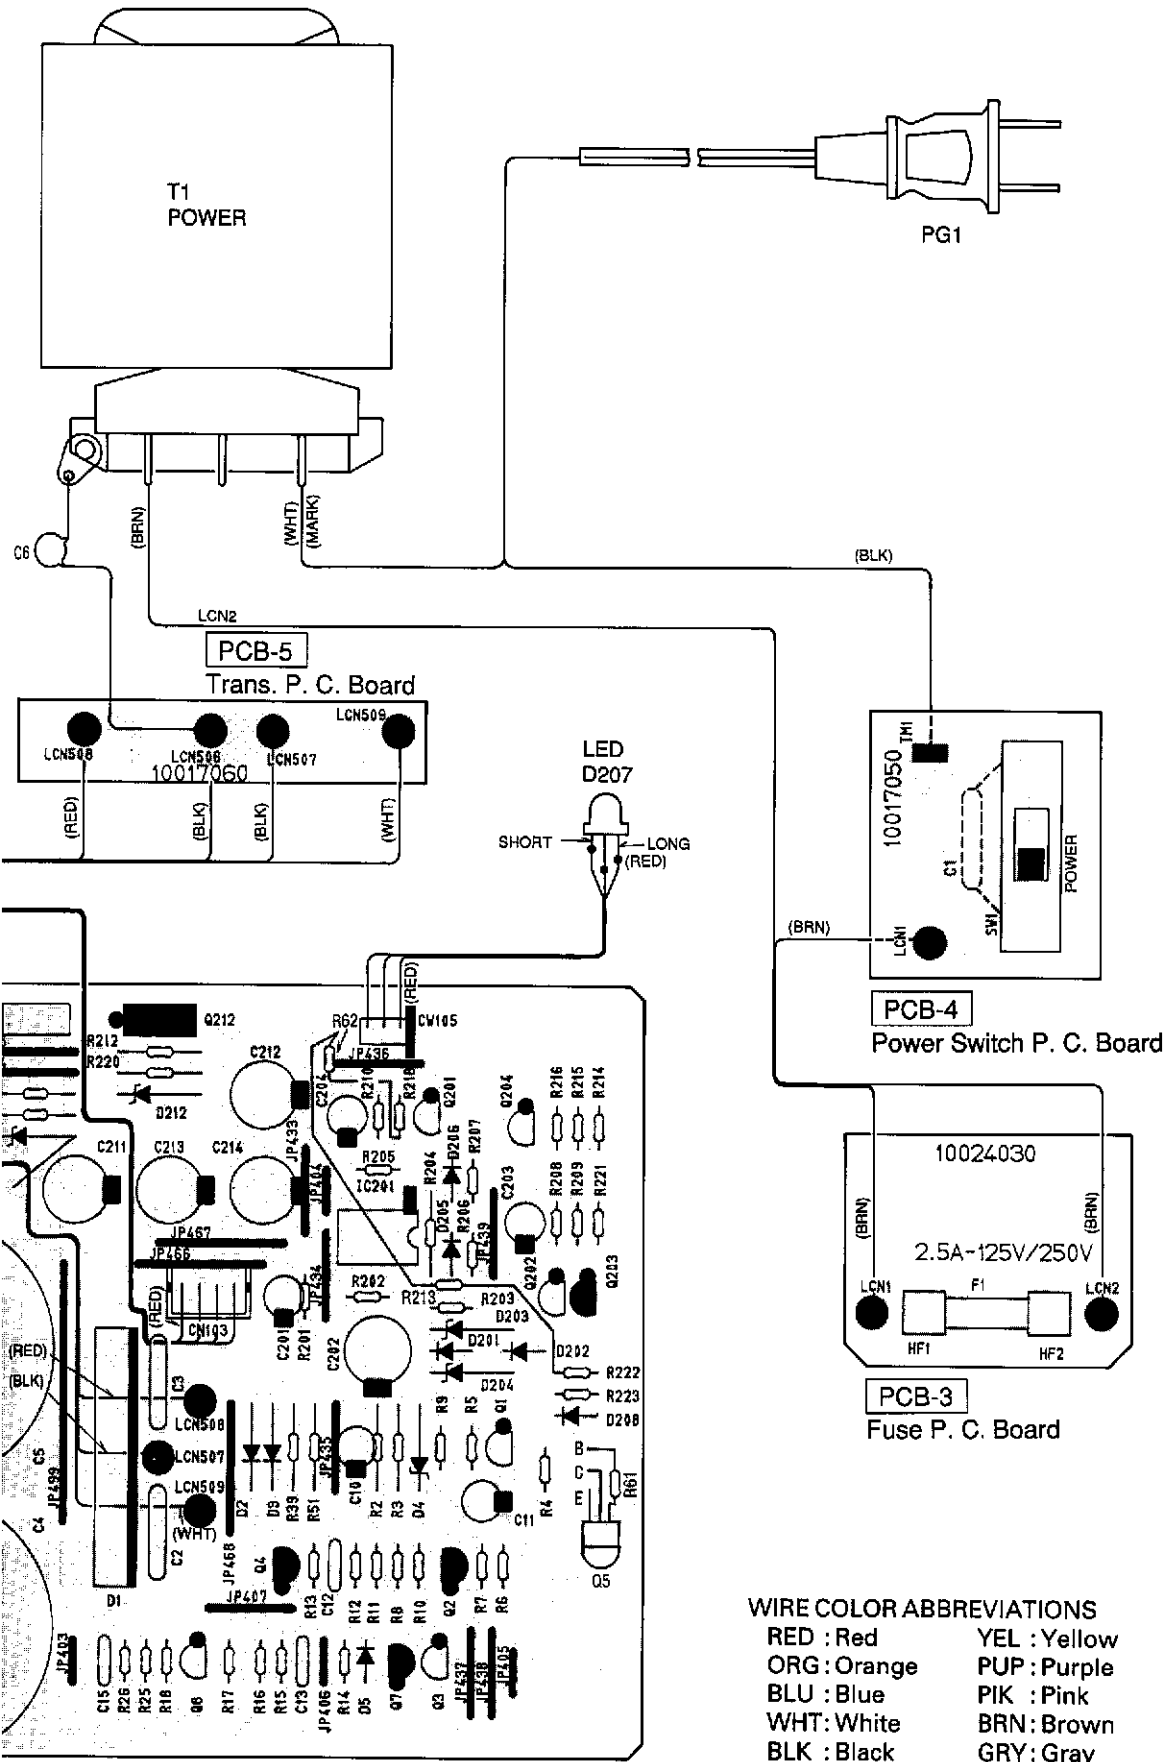 T1
POWER
PG1
C6
(BRN)
(WHT)
(MARK)
(BLK)
LCN2
PCB-5
Trans. P. C. Board
LCN509
LCN508
LCN506
LCN507
10017060
(RED)
(BLK)
(BLK)
(WHT)
LED
D207
SHORT
LONG
(RED)
TM1
10017050
C1
SW1
POWER
LCN1
(BRN)
PCB-4
Power Switch P. C. Board
10024030
(BRN)
(BRN)
2.5A-125V/250V
LCN1
F1
LCN2
HF1
HF2
PCB-3
Fuse P. C. Board
(RED)
R62
CW105
JP436
Q212
R212
R220
D212
C212
C204
R210
R218
Q201
Q204
R216
R215
R214
C211
C213
C214
JP433
JP404
R205
IC201
R204
D206
R207
C203
R208
R209
R221
D205
R206
JP439
JP467
JP466
JP434
R202
R213
R203
Q202
Q203
(RED)
CN103
C201
R201
C202
D203
D201
D202
D204
R222
R223
D208
(RED)
(BLK)
C3
LCN508
LCN507
LCN509
(WHT)
C5
C4
JP499
C2
D1
D2
D9
R39
R51
JP435
C10
R2
R3
D4
R9
R5
Q1
C11
R4
B
C
E
R61
Q5
JP468
Q4
JP407
R13
C12
R12
R11
R8
R10
Q2
R7
R6
JP403
C15
R26
R25
R18
Q8
R17
R16
R15
C13
JP406
R14
D5
Q7
Q3
JP437
JP438
JP405
WIRE COLOR ABBREVIATIONS
RED : Red YEL : Yellow
ORG : Orange PUP : Purple
BLU : Blue PIK : Pink
WHT : White BRN : Brown
BLK : Black GRY : Gray